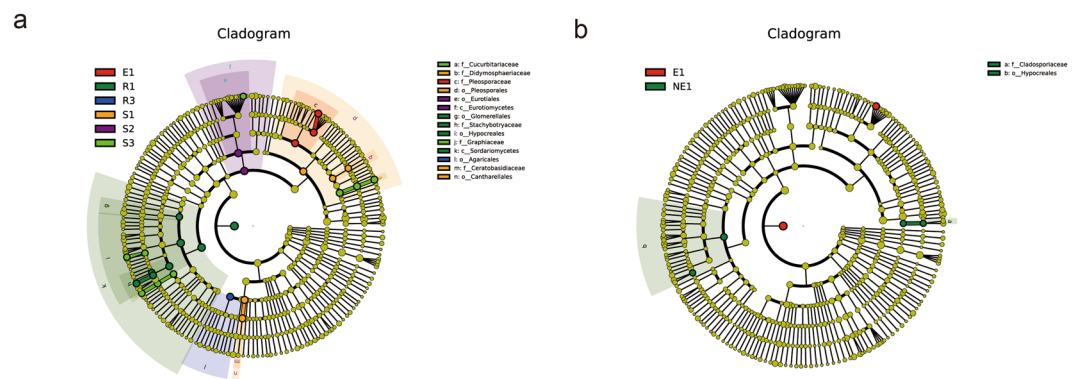 a
Cladogram
E1
R1
R3
S1
S2
S3
a: f__Cucurbitariaceae
b: f__Didymosphaeriaceae
c: f__Pleosporaceae
d: o__Pleosporales
e: o__Eurotiales
f: c__Eurotiomycetes
g: o__Glomerellales
h: f__Stachybotryaceae
i: o__Hypocreales
j: f__Graphiaceae
k: c__Sordariomycetes
l: o__Agaricales
m: f__Ceratobasidiaceae
n: o__Cantharellales
f
e
c
d
g
i
k
h
l
m
n
b
Cladogram
E1
NE1
a: f__Cladosporiaceae
b: o__Hypocreales
a
b